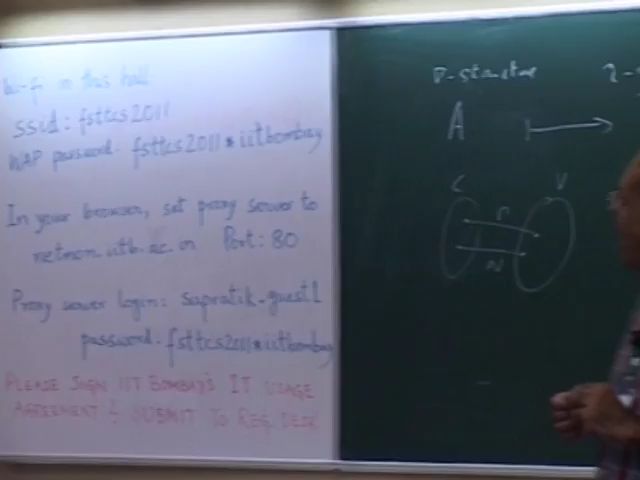 Wi-fi in this hall
ssid: fsttcs2011
WAP password- fsttcs2011*iitbombay
In your browser, set proxy server to
netmon.iitb.ac.in Port: 80
Proxy server login: supratik-guest1
password- fsttcs2011*iitbombay
PLEASE SIGN IIT BOMBAY'S IT USAGE
AGREEMENT & SUBMIT TO REG DESK
A
C V
r
N